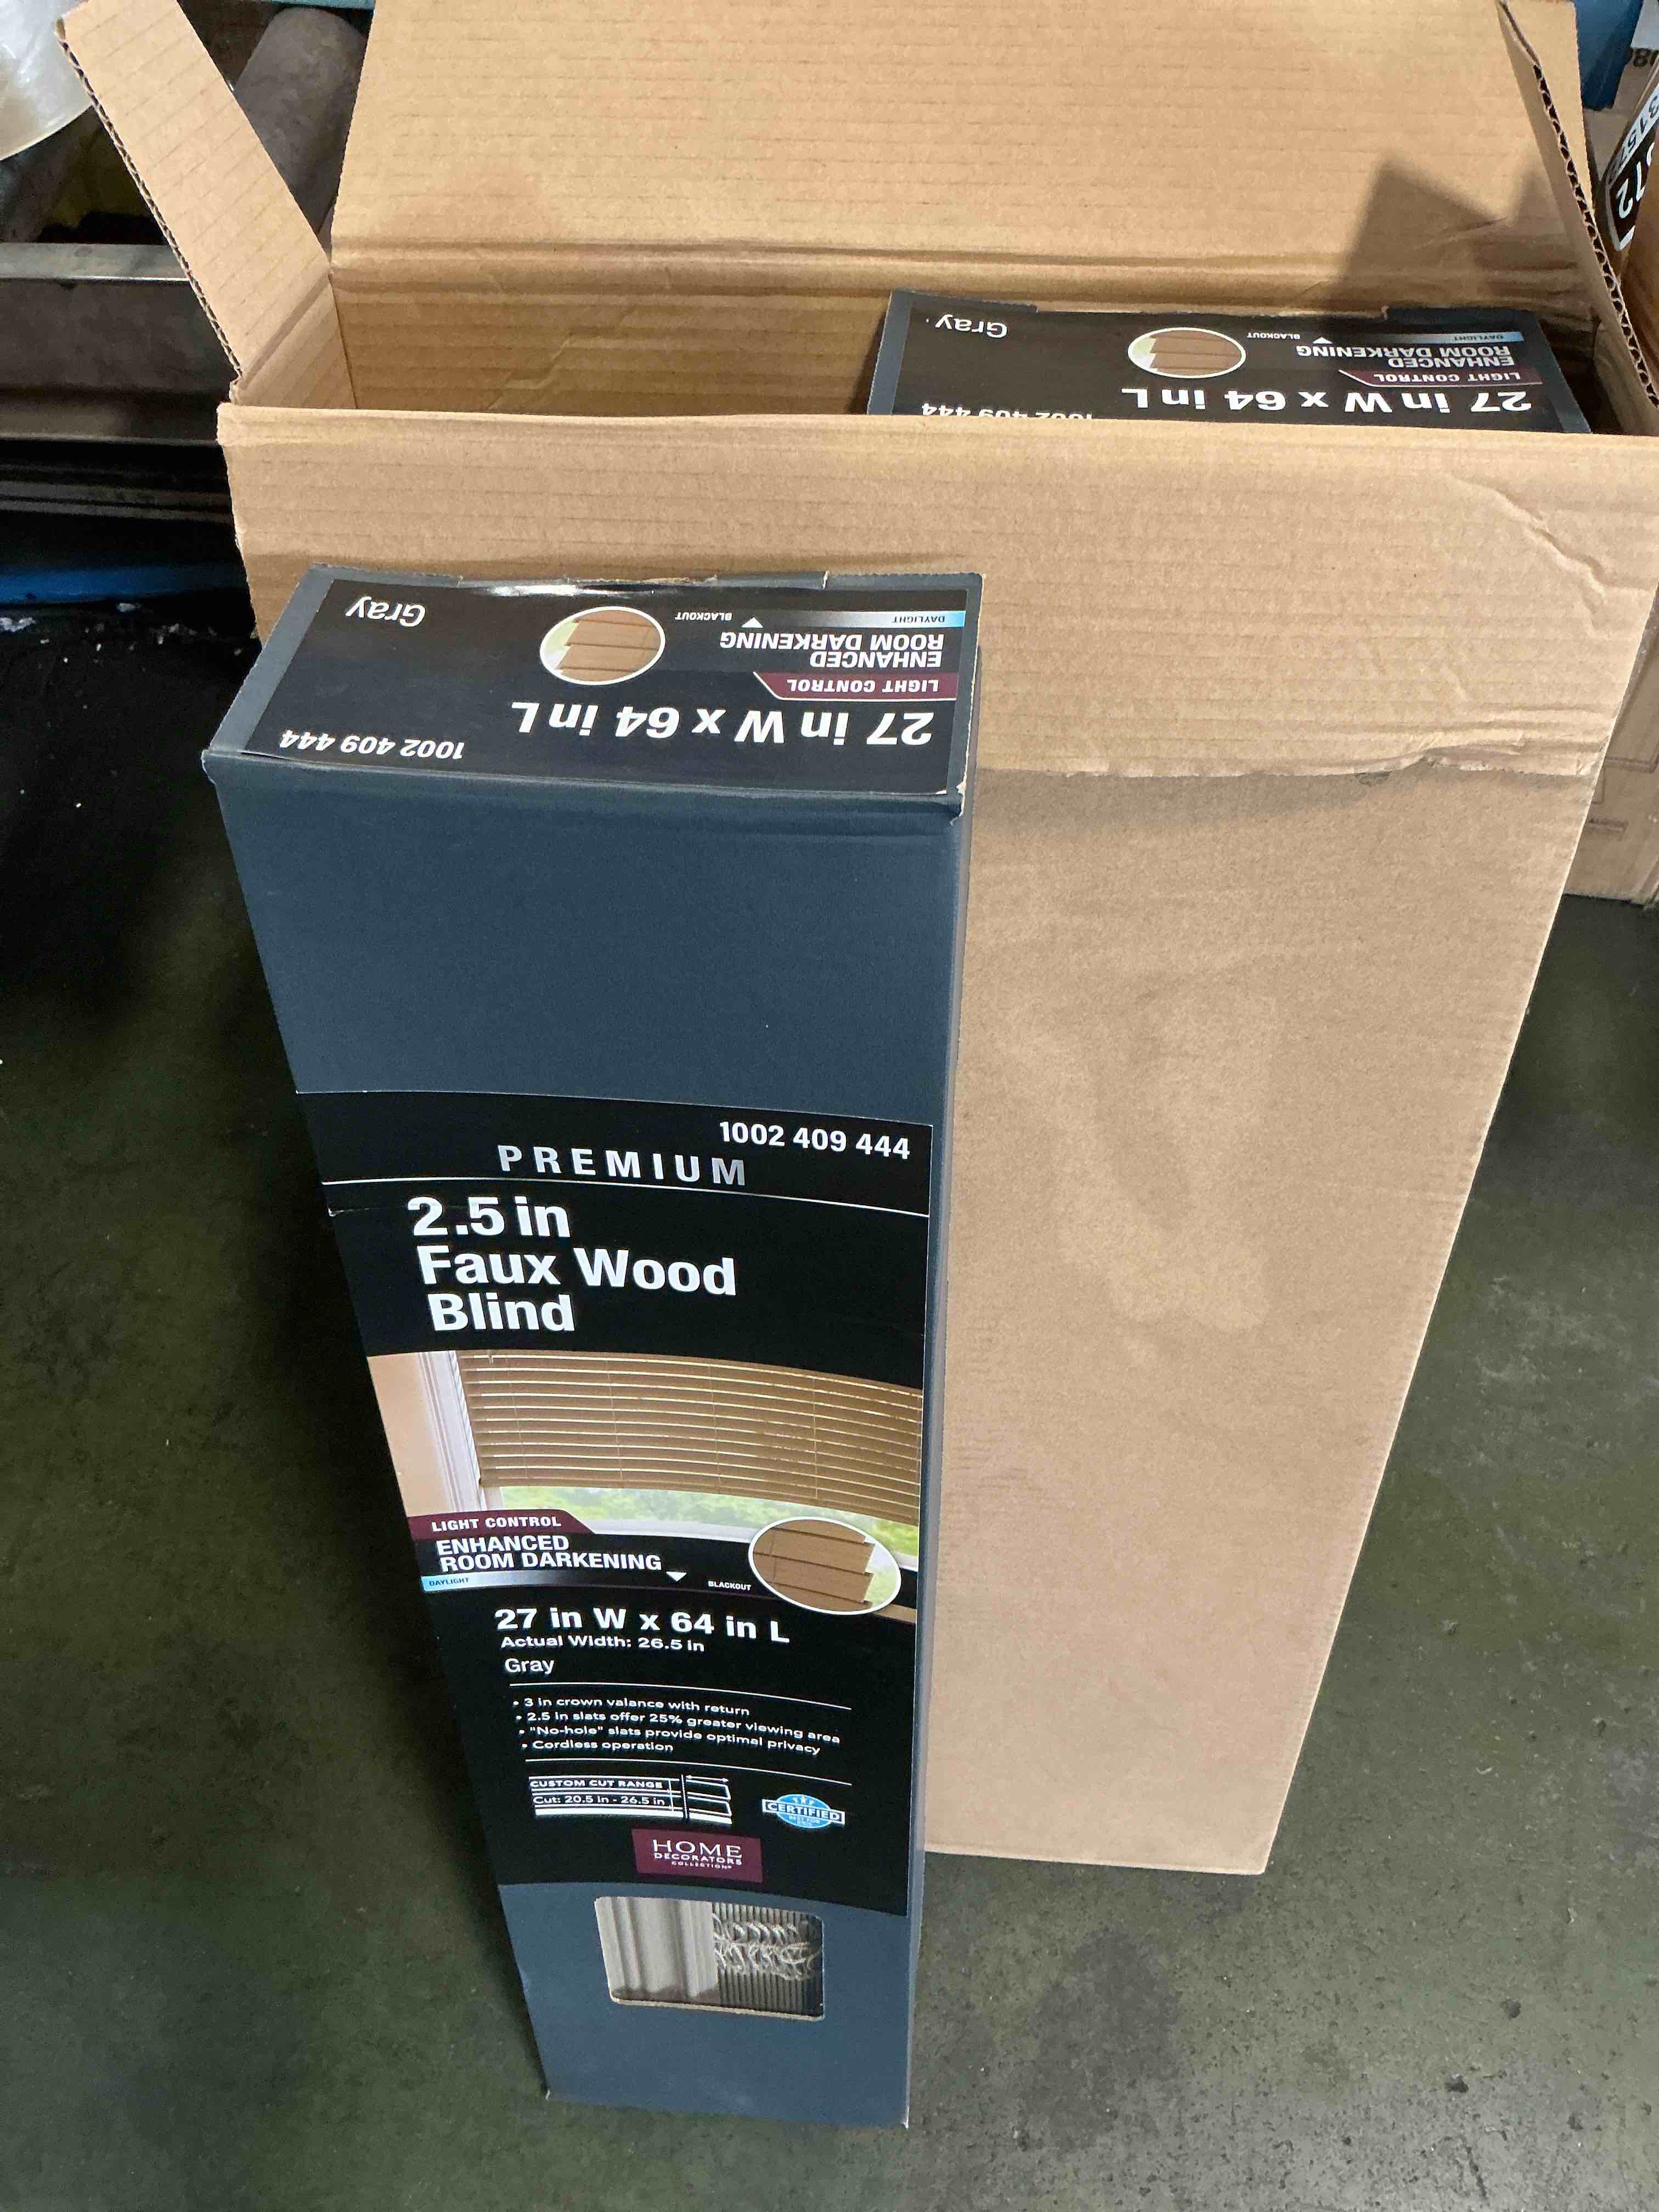 Gray
BLACKOUT
DAYLIGHT
ENHANCED
ROOM DARKENING
LIGHT CONTROL
27 in W x 64 in L
1002 409 444
Gray
BLACKOUT
DAYLIGHT
ENHANCED
ROOM DARKENING
LIGHT CONTROL
27 in W x 64 in L
1002 409 444
1002 409 444
PREMIUM
2.5 in
Faux Wood
Blind
LIGHT CONTROL
ENHANCED
ROOM DARKENING
DAYLIGHT
BLACKOUT
27 in W x 64 in L
Actual Width: 26.5 in
Gray
• 3 in crown valance with return
• 2.5 in slats offer 25% greater viewing area
• "No-hole" slats provide optimal privacy
• Cordless operation
CUSTOM CUT RANGE
Cut: 20.5 in - 26.5 in
CERTIFIED
HOME
DECORATORS
COLLECTION®